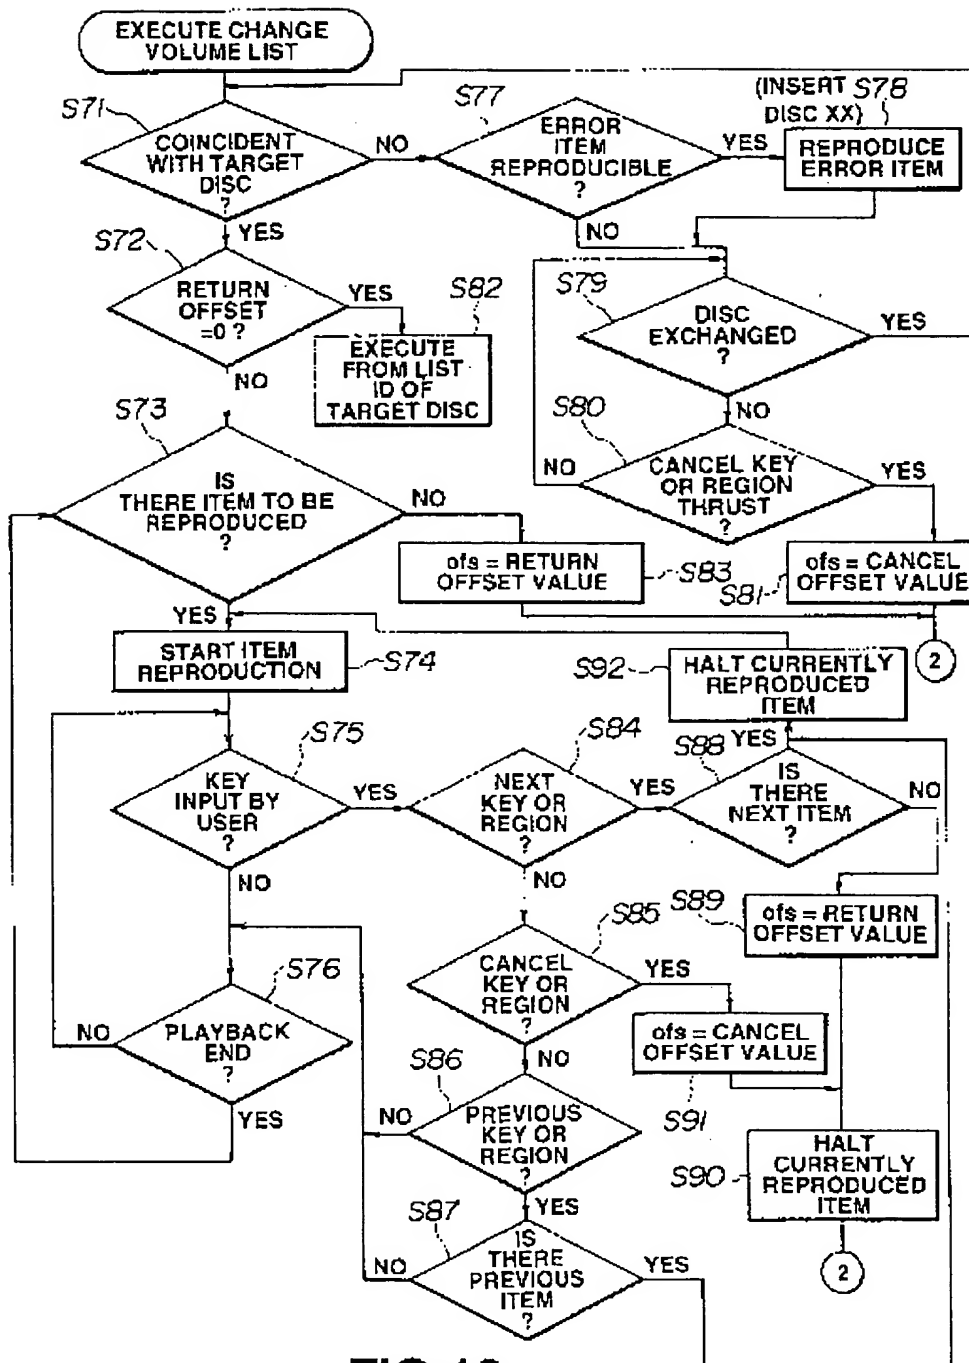 EXECUTE CHANGE
VOLUME LIST
S71
COINCIDENT
WITH TARGET
DISC
?
NO
YES
S77
ERROR
ITEM
REPRODUCIBLE
?
YES
NO
(INSERT
DISC XX)
S78
REPRODUCE
ERROR ITEM
S72
RETURN
OFFSET
=0 ?
YES
NO
S82
EXECUTE
FROM LIST
ID OF
TARGET DISC
S79
DISC
EXCHANGED
?
YES
NO
S80
CANCEL KEY
OR REGION
THRUST
?
NO
YES
S73
IS
THERE ITEM TO BE
REPRODUCED
?
NO
YES
ofs = RETURN
OFFSET VALUE
S83
ofs = CANCEL
OFFSET VALUE
S81
2
START ITEM
REPRODUCTION
S74
S92
HALT CURRENTLY
REPRODUCED
ITEM
S75
KEY
INPUT BY
USER
?
YES
NO
S84
NEXT
KEY OR
REGION
?
YES
NO
S88
YES
IS
THERE
NEXT ITEM
?
NO
S89
ofs = RETURN
OFFSET VALUE
S85
CANCEL
KEY OR
REGION
?
YES
NO
ofs = CANCEL
OFFSET VALUE
S91
S76
PLAYBACK
END
?
NO
YES
S86
PREVIOUS
KEY OR
REGION
?
NO
YES
S90
HALT
CURRENTLY
REPRODUCED
ITEM
2
S87
IS
THERE
PREVIOUS
ITEM
?
NO
YES